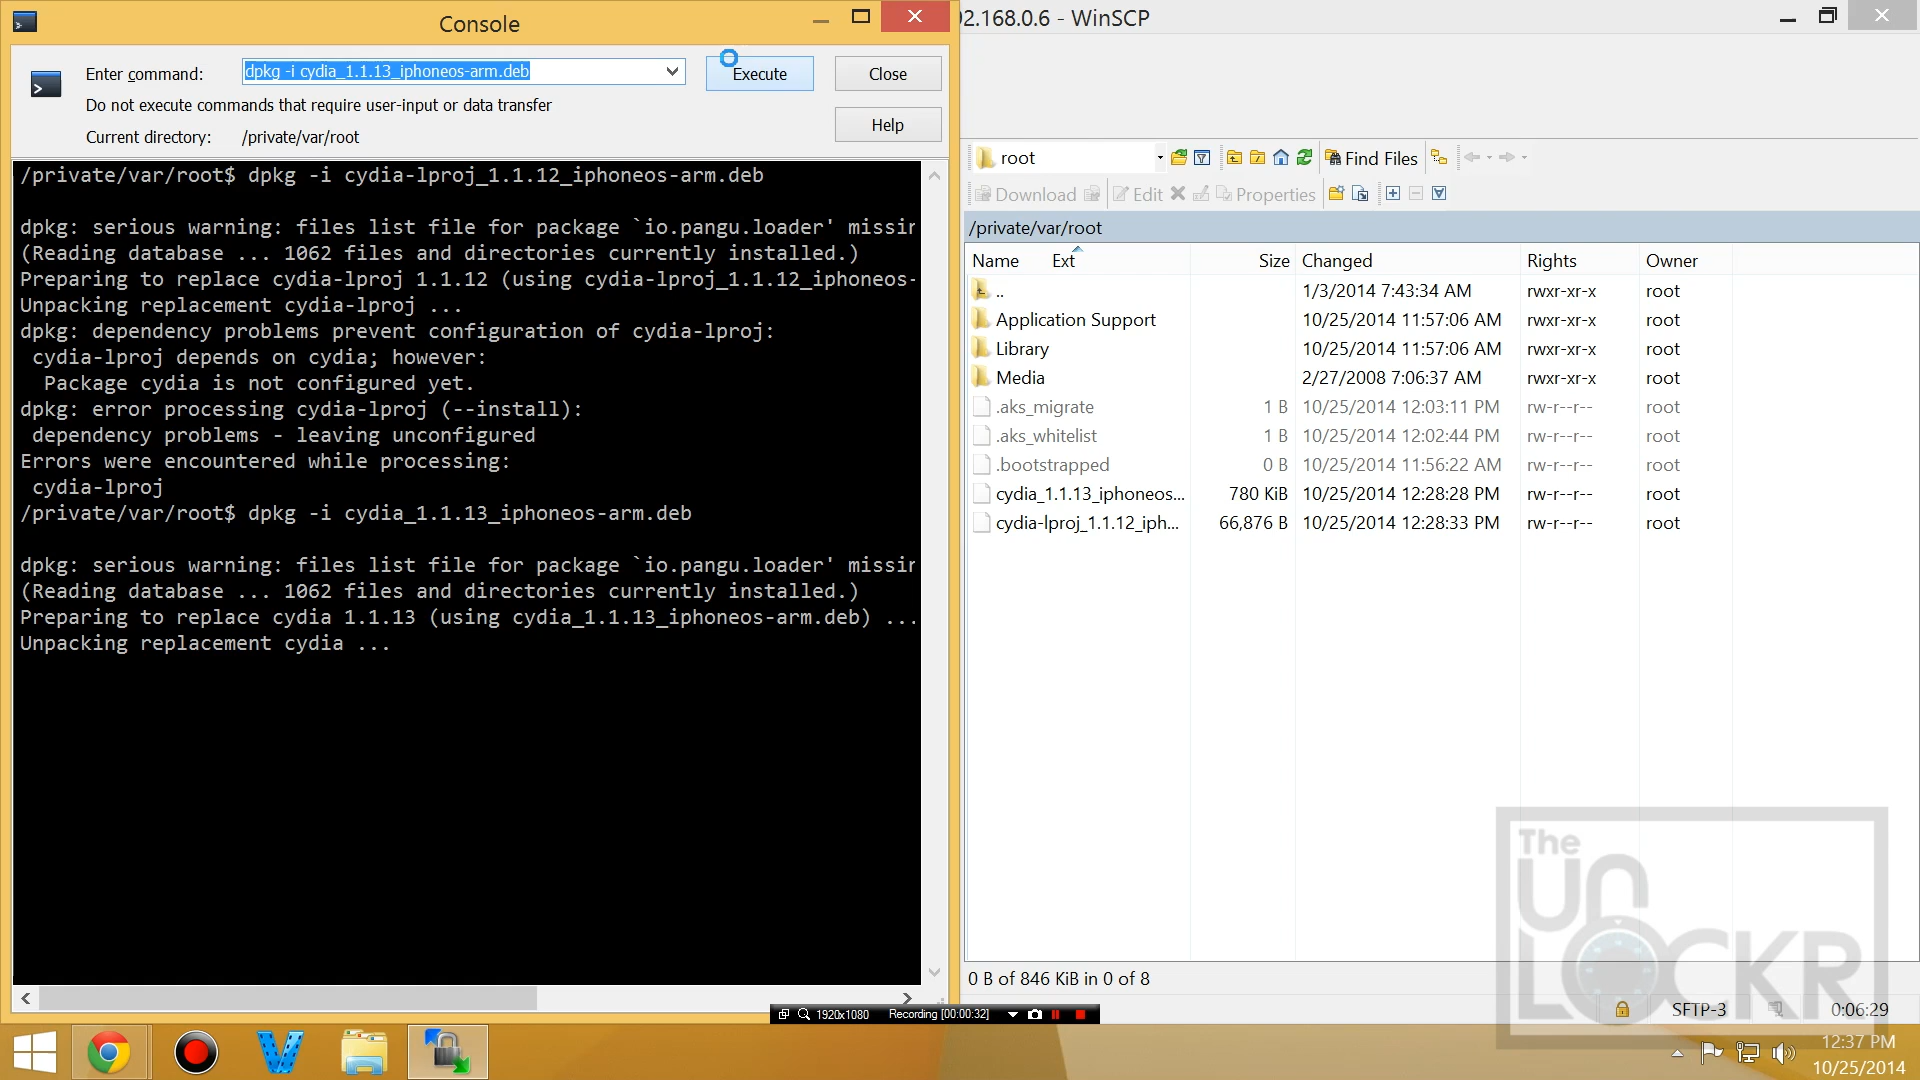 Console
Enter command:
dpkg -i cydia_1.1.13_iphoneos-arm.deb
Execute
Close
Do not execute commands that require user-input or data transfer
Help
Current directory:
/private/var/root
/private/var/root$ dpkg -i cydia-lproj_1.1.12_iphoneos-arm.deb
dpkg: serious warning: files list file for package `io.pangu.loader' missin
(Reading database ... 1062 files and directories currently installed.)
Preparing to replace cydia-lproj 1.1.12 (using cydia-lproj_1.1.12_iphoneos-
Unpacking replacement cydia-lproj ...
dpkg: dependency problems prevent configuration of cydia-lproj:
cydia-lproj depends on cydia; however:
Package cydia is not configured yet.
dpkg: error processing cydia-lproj (--install):
dependency problems - leaving unconfigured
Errors were encountered while processing:
cydia-lproj
/private/var/root$ dpkg -i cydia_1.1.13_iphoneos-arm.deb
dpkg: serious warning: files list file for package `io.pangu.loader' missin
(Reading database ... 1062 files and directories currently installed.)
Preparing to replace cydia 1.1.13 (using cydia_1.1.13_iphoneos-arm.deb) ...
Unpacking replacement cydia ...
92.168.0.6 - WinSCP
root
Find Files
Download
Edit
Properties
/private/var/root
Name Ext Size Changed Rights Owner
.. 1/3/2014 7:43:34 AM rwxr-xr-x root
Application Support 10/25/2014 11:57:06 AM rwxr-xr-x root
Library 10/25/2014 11:57:06 AM rwxr-xr-x root
Media 2/27/2008 7:06:37 AM rwxr-xr-x root
.aks_migrate 1 B 10/25/2014 12:03:11 PM rw-r--r-- root
.aks_whitelist 1 B 10/25/2014 12:02:44 PM rw-r--r-- root
.bootstrapped 0 B 10/25/2014 11:56:22 AM rw-r--r-- root
cydia_1.1.13_iphoneos... 780 KiB 10/25/2014 12:28:28 PM rw-r--r-- root
cydia-lproj_1.1.12_iph... 66,876 B 10/25/2014 12:28:33 PM rw-r--r-- root
0 B of 846 KiB in 0 of 8
The
UN
LOCKR
SFTP-3
0:06:29
1920x1080
Recording [00:00:32]
12:37 PM
10/25/2014